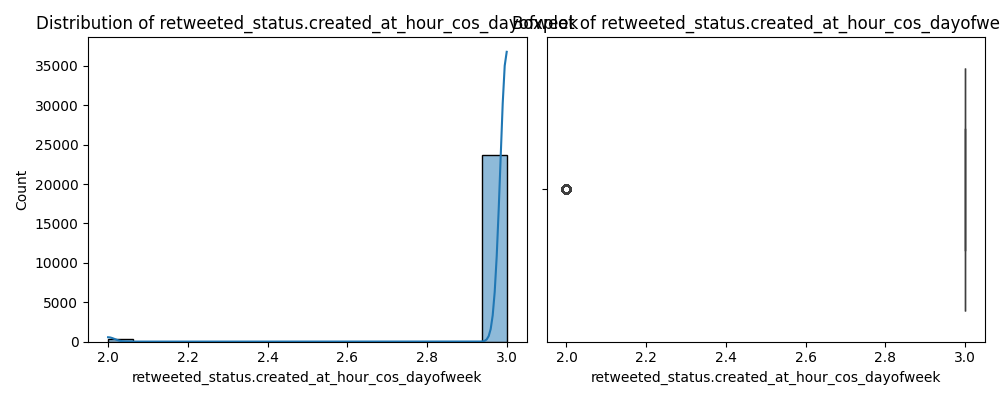 Distribution of retweeted_status.created_at_hour_cos_dayofweek
Boxplot of retweeted_status.created_at_hour_cos_dayofwe
35000
30000
25000
20000
15000
10000
5000
0
Count
2.0 2.2 2.4 2.6 2.8 3.0
retweeted_status.created_at_hour_cos_dayofweek
2.0 2.2 2.4 2.6 2.8 3.0
retweeted_status.created_at_hour_cos_dayofweek